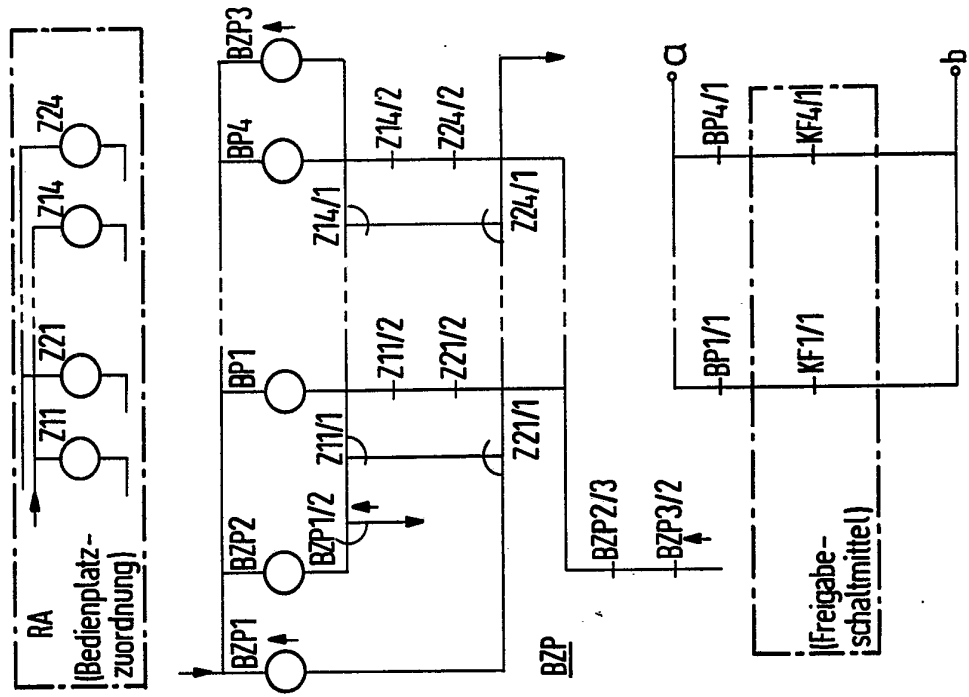 RA
(Bedienplatz-
zuordnung)
Z11
Z21
Z14
Z24
BZP1
BZP2
BP1
BP4
BZP3
BZP1/2
Z11/1
Z14/1
Z11/2
Z14/2
Z21/2
Z24/2
Z21/1
Z24/1
BZP
BZP2/3
BZP3/2
a
BP1/1
BP4/1
KF1/1
KF4/1
(Freigabe-
schaltmittel)
b